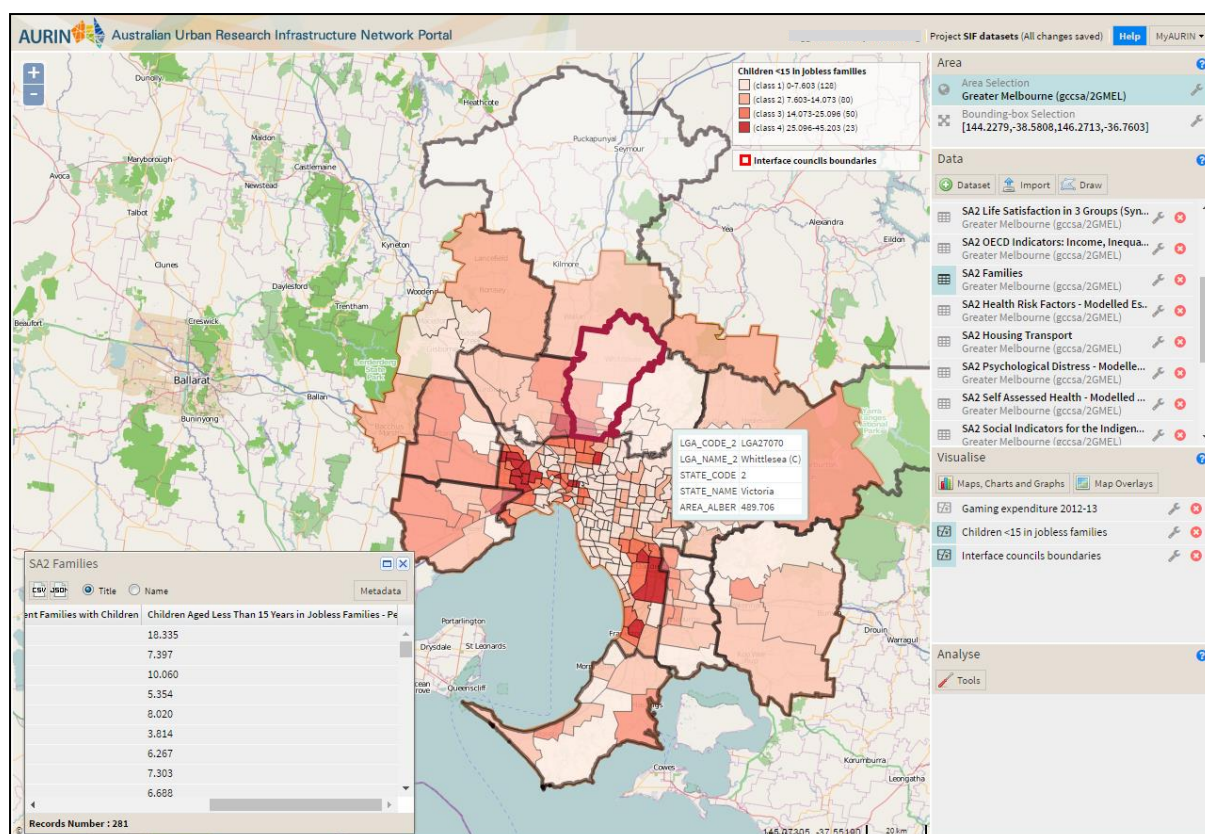 AURIN Australian Urban Research Infrastructure Network Portal
Project SIF datasets (All changes saved) Help MyAURIN
+
-
Children <15 in jobless families
(class 1) 0-7.603 (128)
(class 2) 7.603-14.073 (80)
(class 3) 14.073-25.096 (50)
(class 4) 25.096-45.203 (23)
Interface councils boundaries
Dunolly
Heathcote
Puckapunyal
Seymour
Maldon
Maryborough
Castlemaine
Avoca
Newstead
Talbot
Alexandra
Yea
Eildon
Kyneton
Clunes
Lancefield
Kilmore
Daylesford
Romsey
Woodend
Trentham
Beaufort
Creswick
Ballarat
Ballan
Buninyong
LGA_CODE_2 LGA27070
LGA_NAME_2 Whittlesea (C)
STATE_CODE 2
STATE_NAME Victoria
AREA_ALBER 489.706
Portarlington
Drysdale
St Leonards
Queenscliff
Drouin
Warragul
Cowes
Korumburra
Leongatha
20 km
SA2 Families
CSV JSON Title Name Metadata
ent Families with Children Children Aged Less Than 15 Years in Jobless Families - Pe
18.335
7.397
10.060
5.354
8.020
3.814
6.267
7.303
6.688
Records Number : 281
Area
Area Selection
Greater Melbourne (gccsa/2GMEL)
Bounding-box Selection
[144.2279,-38.5808,146.2713,-36.7603]
Data
Dataset Import Draw
SA2 Life Satisfaction in 3 Groups (Syn...
Greater Melbourne (gccsa/2GMEL)
SA2 OECD Indicators: Income, Inequa...
Greater Melbourne (gccsa/2GMEL)
SA2 Families
Greater Melbourne (gccsa/2GMEL)
SA2 Health Risk Factors - Modelled Es..
Greater Melbourne (gccsa/2GMEL)
SA2 Housing Transport
Greater Melbourne (gccsa/2GMEL)
SA2 Psychological Distress - Modelle...
Greater Melbourne (gccsa/2GMEL)
SA2 Self Assessed Health - Modelled ...
Greater Melbourne (gccsa/2GMEL)
SA2 Social Indicators for the Indigen...
Greater Melbourne (gccsa/2GMEL)
Visualise
Maps, Charts and Graphs Map Overlays
Gaming expenditure 2012-13
Children <15 in jobless families
Interface councils boundaries
Analyse
Tools